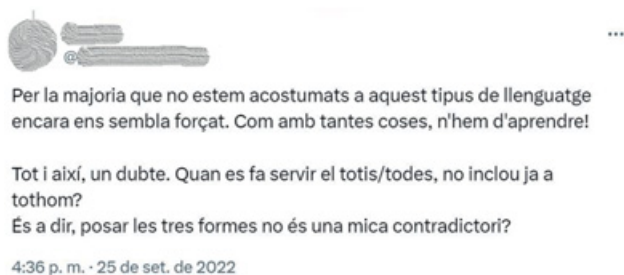 @
Per la majoria que no estem acostumats a aquest tipus de llenguatge
encara ens sembla forçat. Com amb tantes coses, n'hem d'aprendre!
Tot i així, un dubte. Quan es fa servir el totis/todes, no inclou ja a
tothom?
És a dir, posar les tres formes no és una mica contradictori?
4:36 p. m. · 25 de set. de 2022